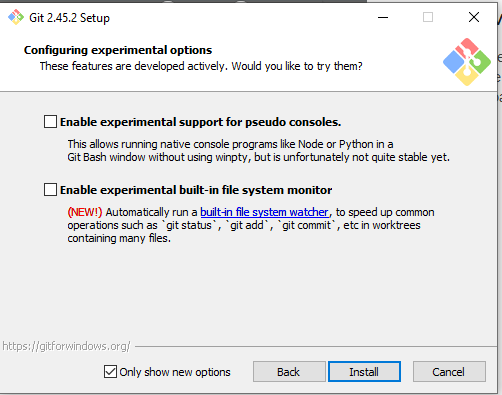 Git 2.45.2 Setup
Configuring experimental options
These features are developed actively. Would you like to try them?
Enable experimental support for pseudo consoles.
This allows running native console programs like Node or Python in a
Git Bash window without using winpty, but is unfortunately not quite stable yet.
Enable experimental built-in file system monitor
(NEW!) Automatically run a built-in file system watcher, to speed up common
operations such as `git status`, `git add`, `git commit`, etc in worktrees
containing many files.
https://gitforwindows.org/
Only show new options
Back
Install
Cancel